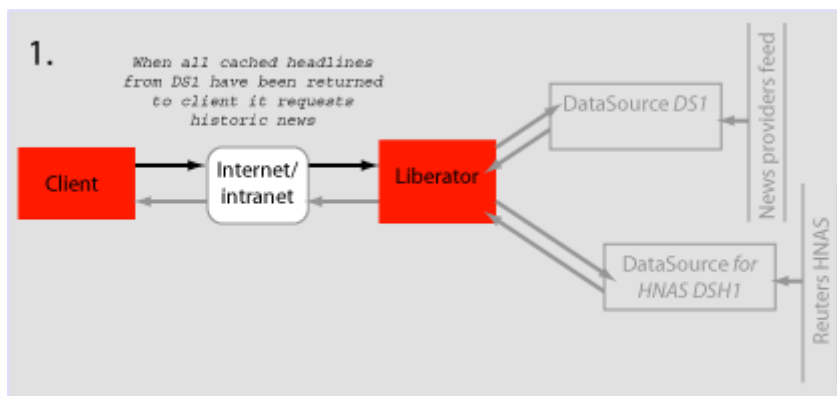 1.
When all cached headlines
from DS1 have been returned
to client it requests
historic news
Client
Internet/
intranet
Liberator
DataSource DS1
News providers feed
DataSource for
HNAS DSH1
Reuters HNAS